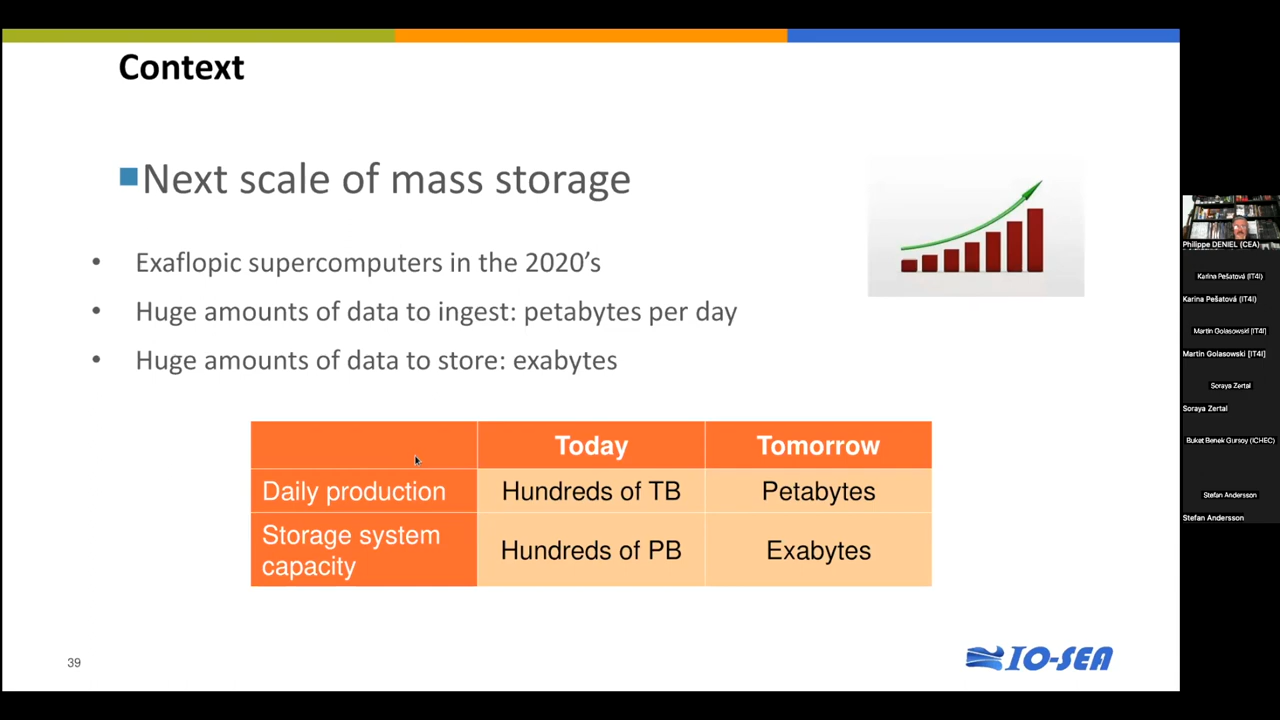 Context
Next scale of mass storage
• Exaflopic supercomputers in the 2020's
• Huge amounts of data to ingest: petabytes per day
• Huge amounts of data to store: exabytes
Today Tomorrow
Daily production Hundreds of TB Petabytes
Storage system
capacity Hundreds of PB Exabytes
39
IO-SEA
Philippe DENIEL (CEA)
Karina Pešatová (IT4I)
Karina Pešatová (IT4I)
Martin Golasowski [IT4I]
Martin Golasowski [IT4I]
Soraya Zertal
Soraya Zertal
Buket Benek Gursoy (ICHEC)
Stefan Andersson
Stefan Andersson